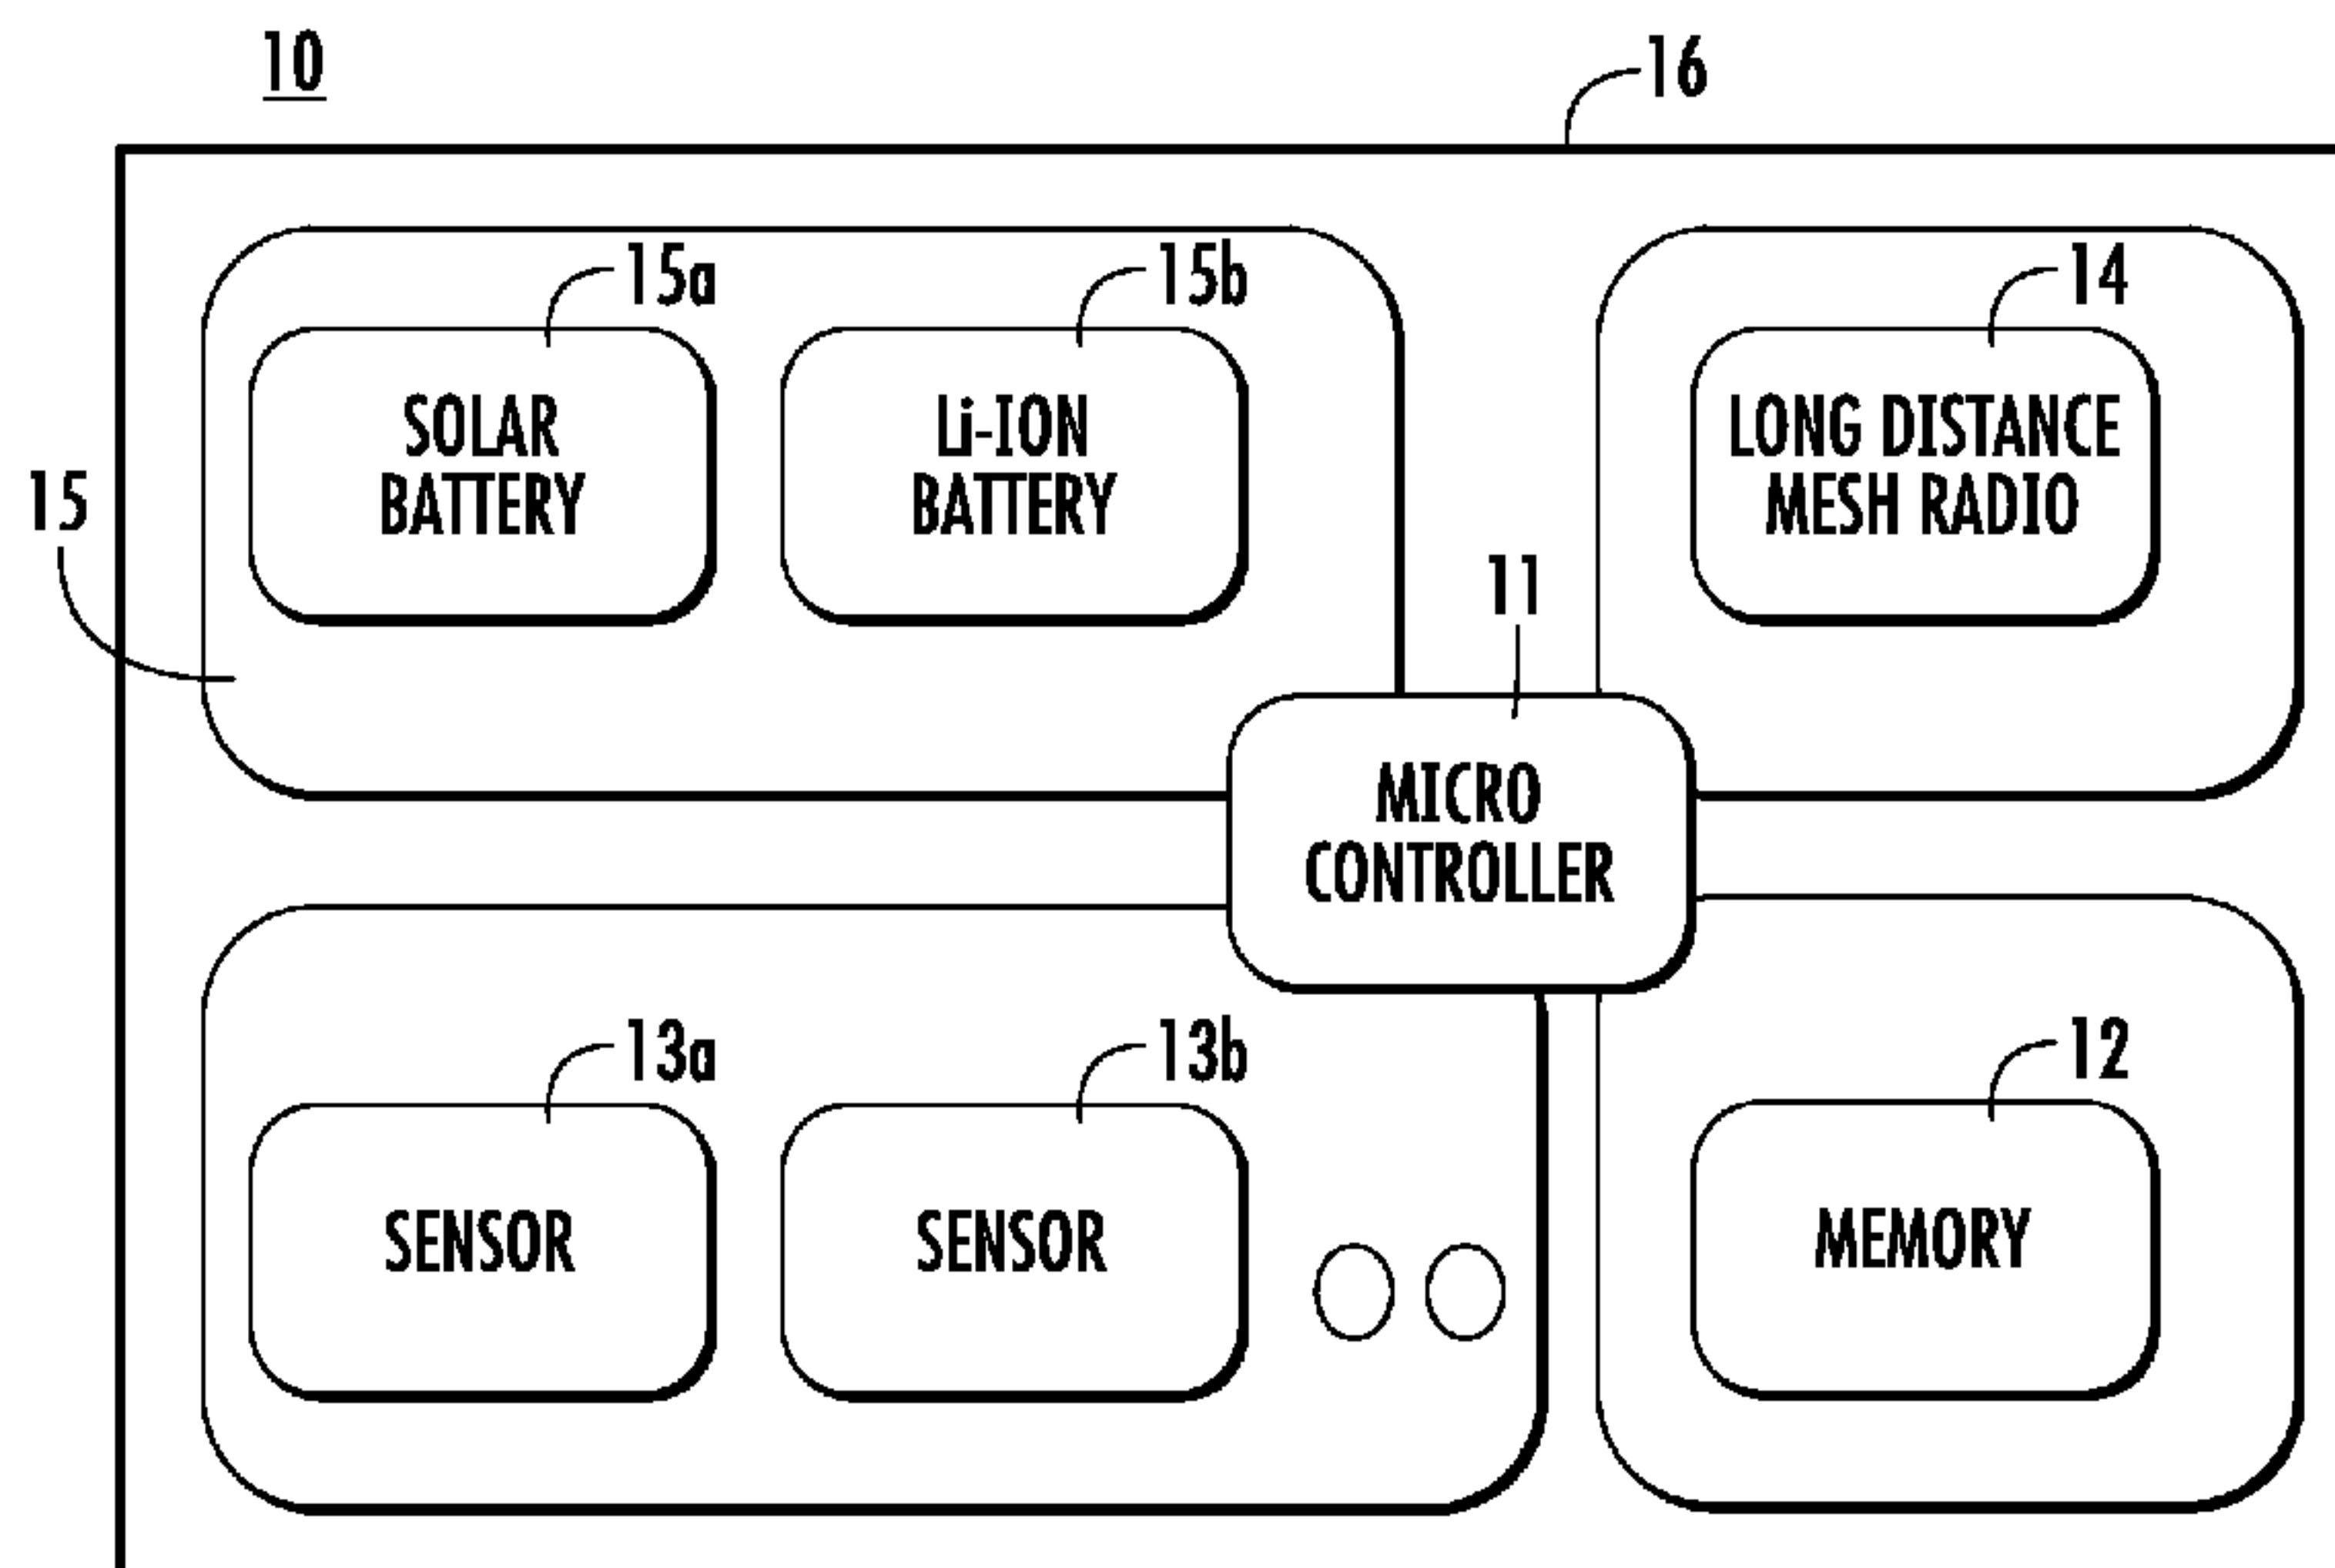 10
16
15a
15b
14
SOLAR
BATTERY
Li-ION
BATTERY
LONG DISTANCE
MESH RADIO
15
11
MICRO
CONTROLLER
13a
13b
12
SENSOR
SENSOR
MEMORY